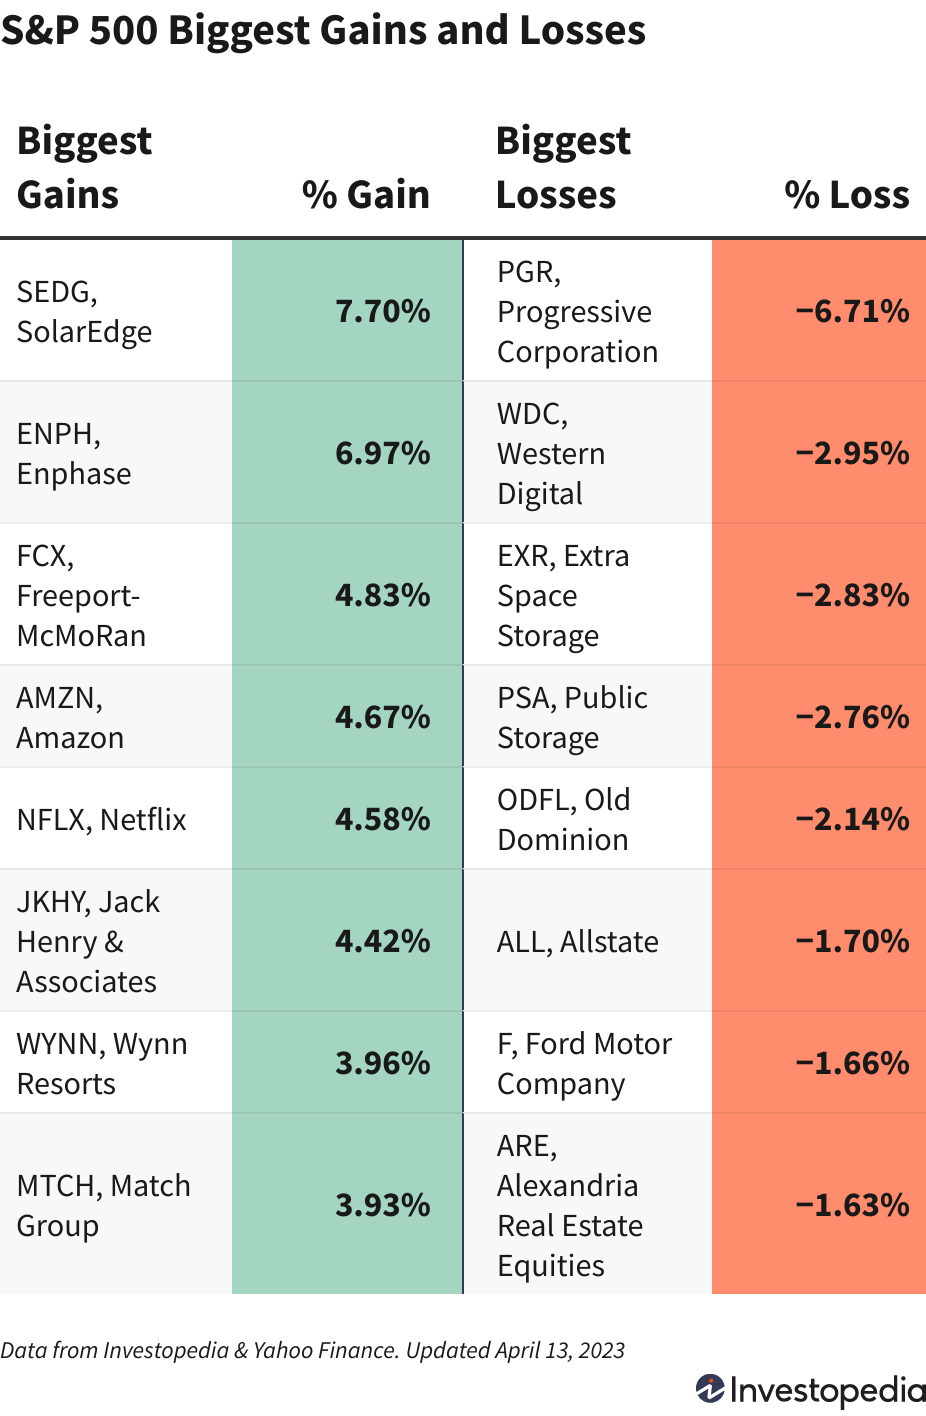 S&P 500 Biggest Gains and Losses
Biggest
Gains
% Gain
Biggest
Losses
% Loss
SEDG,
SolarEdge
7.70%
PGR,
Progressive
Corporation
−6.71%
ENPH,
Enphase
6.97%
WDC,
Western
Digital
−2.95%
FCX,
Freeport-
McMoRan
4.83%
EXR, Extra
Space
Storage
−2.83%
AMZN,
Amazon
4.67%
PSA, Public
Storage
−2.76%
NFLX, Netflix
4.58%
ODFL, Old
Dominion
−2.14%
JKHY, Jack
Henry &
Associates
4.42%
ALL, Allstate
−1.70%
WYNN, Wynn
Resorts
3.96%
F, Ford Motor
Company
−1.66%
MTCH, Match
Group
3.93%
ARE,
Alexandria
Real Estate
Equities
−1.63%
Data from Investopedia & Yahoo Finance. Updated April 13, 2023
Investopedia